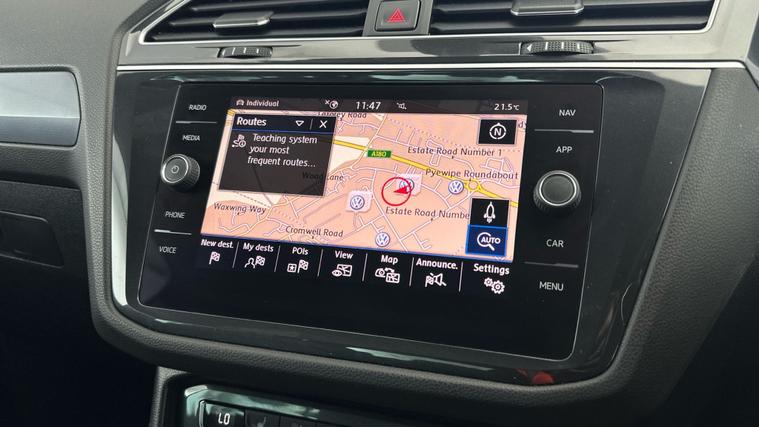 RADIO
MEDIA
PHONE
VOICE
Individual
11:47
21.5°C
Routes
Teaching system
your most
frequent routes...
A180
Estate Road Number 1
Pyewipe Roundabout
Lane
Waxwing Way
Estate Road Numbe
Cromwell Road
N
AUTO
New dest.
My dests
POIs
View
Map
Announce.
Settings
NAV
APP
CAR
MENU
LO